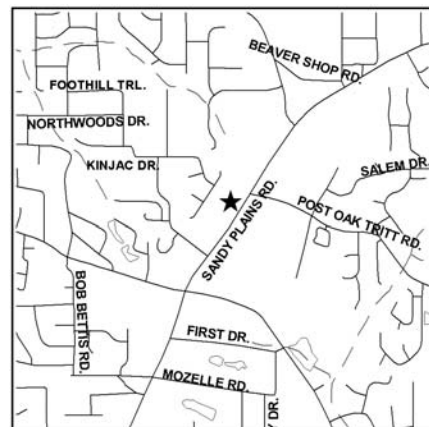 BEAVER SHOP RD.
FOOTHILL TRL.
NORTHWOODS DR.
KINJAC DR.
SALEM DR.
POST OAK TRITT RD.
SANDY PLAINS RD.
BOB BETTIS RD.
FIRST DR.
MOZELLE RD.
DR.